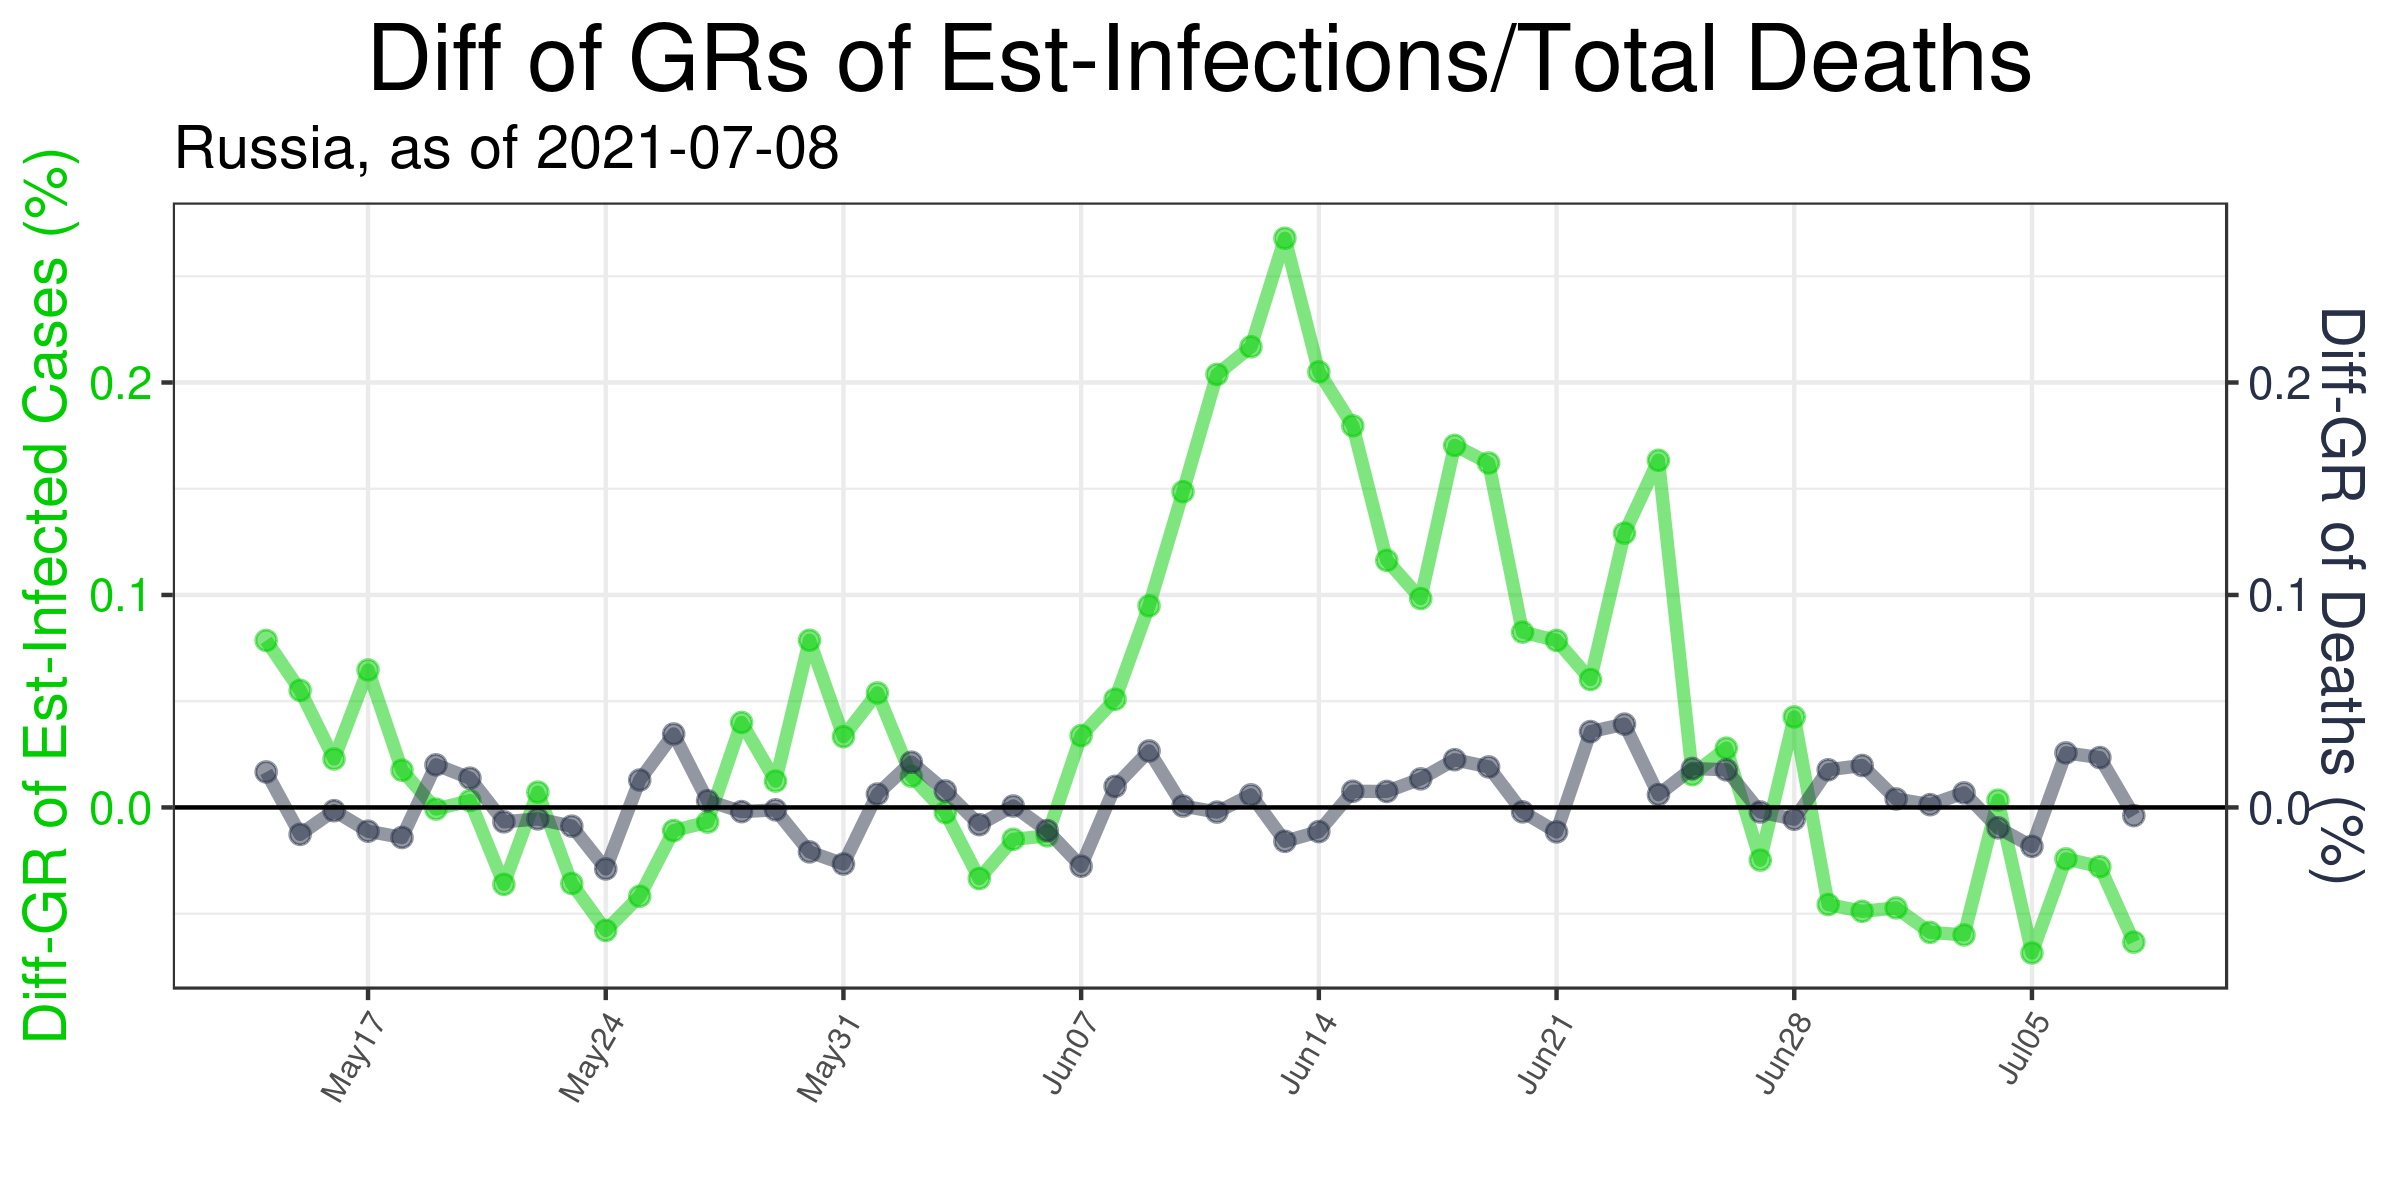 Diff of GRs of Est-Infections/Total Deaths
Russia, as of 2021-07-08
Diff-GR of Est-Infected Cases (%)
0.2
0.1
0.0
0.2
0.1
0.0
Diff-GR of Deaths (%)
May17
May24
May31
Jun07
Jun14
Jun21
Jun28
Jul05